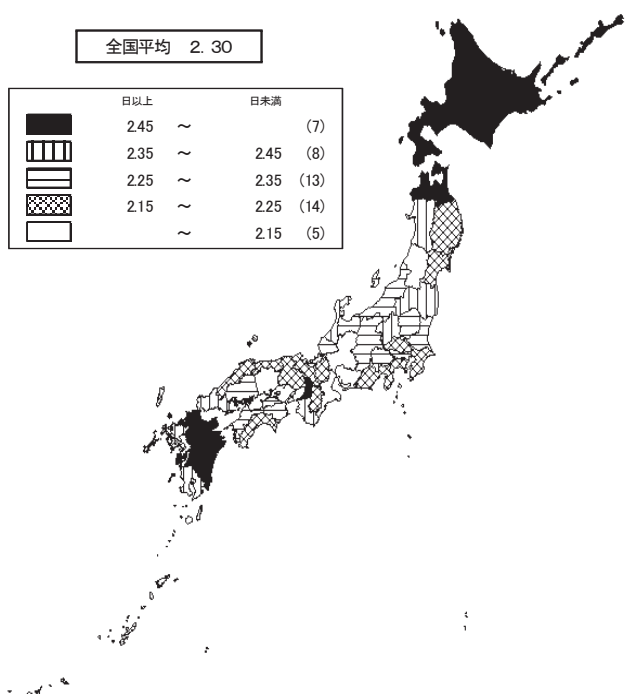 全国平均 2.30
日以上 日未満
2.45 ～ (7)
2.35 ～ 2.45 (8)
2.25 ～ 2.35 (13)
2.15 ～ 2.25 (14)
～ 2.15 (5)